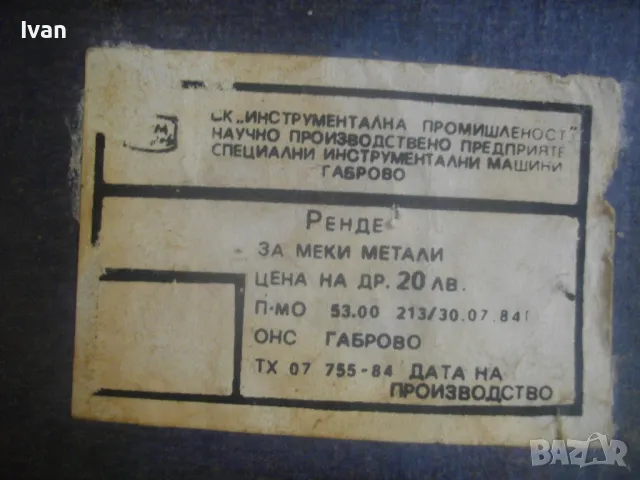 Ivan
СК „ИНСТРУМЕНТАЛНА ПРОМИШЛЕНОСТ"
НАУЧНО ПРОИЗВОДСТВЕНО ПРЕДПРИЯТЕ
СПЕЦИАЛНИ ИНСТРУМЕНТАЛНИ МАШИНИ
ГАБРОВО
РЕНДЕ
ЗА МЕКИ МЕТАЛИ
ЦЕНА НА ДР. 20 ЛВ.
П-МО 53.00 213/30.07.84
ОНС ГАБРОВО
ТХ 07 755-84 ДАТА НА
ПРОИЗВОДСТВО
BAZAR